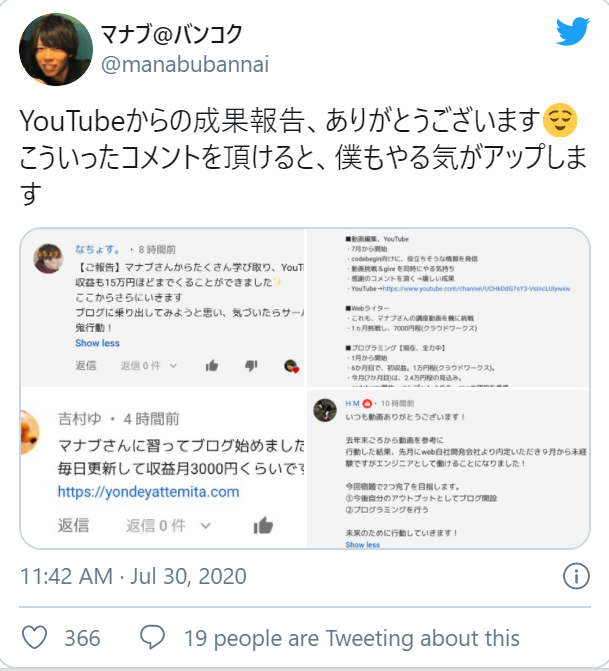 マナブ@バンコク
@manabubannai
YouTubeからの成果報告、ありがとうございます😌
こういったコメントを頂けると、僕もやる気がアップしま
す
なちょす。・8時間前
【ご報告】マナブさんからたくさん学び取り、YouT
収益も15万円ほどまでくることができました✨
ここからさらにいきます
ブログに乗り出してみようと思い、気づいたらサーバ
鬼行動！
Show less
返信 返信0件
■動画編集、YouTube
・7月から開始
・codebegin向けに、役立ちそうな情報を発信
・動画挑戦&giveを同時にやる気持ち
・感謝のコメントを頂く→嬉しい成果
・YouTube→https://www.youtube.com/channel/
■Webライター
・これも、マナブさんの講座動画を機に挑戦
・1ヵ月挑戦し、7000円程(クラウドワークス)
■プログラミング【現在、全力中】
・1月から開始
・6か月目で、初収益。1万円程(クラウドワークス)。
・今月(7か月目)は、2.4万円程の見込み。
吉村ゆ・4時間前
マナブさんに習ってブログ始めました
毎日更新して収益月3000円くらいです
https://yondeyattemita.com
返信 返信0件
H M・10時間前
いつも動画ありがとうございます！
去年末ごろから動画を参考に
行動した結果、先月にweb自社開発会社より内定いただき9月から未経
験ですがエンジニアとして働けることになりました！
今回宿題で2つ完了を目指します。
①今後自分のアウトプットとしてブログ開設
②プログラミングを行う
未来のために行動していきます！
Show less
11:42 AM · Jul 30, 2020
366
19 people are Tweeting about this